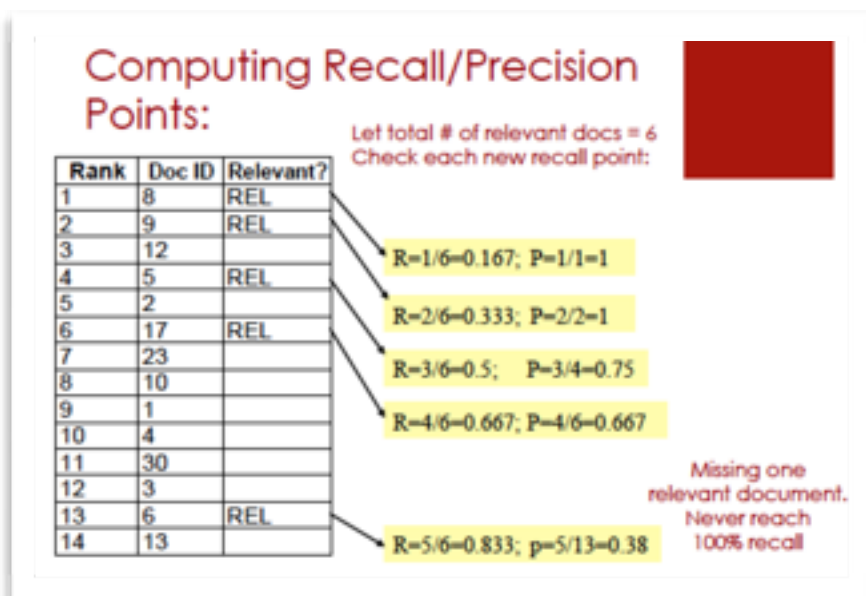 Computing Recall/Precision
Points:
Let total # of relevant docs = 6
Check each new recall point:
Rank Doc ID Relevant?
1 8 REL
2 9 REL
3 12
4 5 REL
5 2
6 17 REL
7 23
8 10
9 1
10 4
11 30
12 3
13 6 REL
14 13
R=1/6=0.167; P=1/1=1
R=2/6=0.333; P=2/2=1
R=3/6=0.5; P=3/4=0.75
R=4/6=0.667; P=4/6=0.667
R=5/6=0.833; p=5/13=0.38
Missing one
relevant document.
Never reach
100% recall